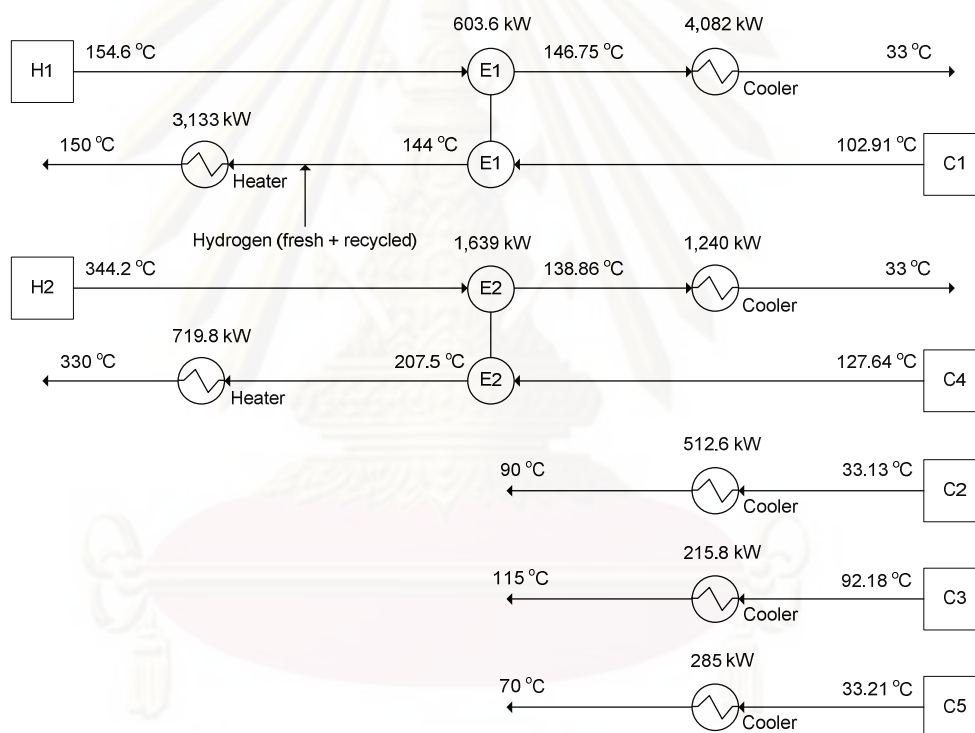 603.6 kW
4,082 kW
H1
154.6 °C
E1
146.75 °C
33 °C
Cooler
3,133 kW
150 °C
Heater
144 °C
E1
102.91 °C
C1
Hydrogen (fresh + recycled)
1,639 kW
1,240 kW
H2
344.2 °C
E2
138.86 °C
33 °C
Cooler
719.8 kW
330 °C
Heater
207.5 °C
E2
127.64 °C
C4
512.6 kW
90 °C
33.13 °C
Cooler
C2
215.8 kW
115 °C
92.18 °C
Cooler
C3
285 kW
70 °C
33.21 °C
Cooler
C5